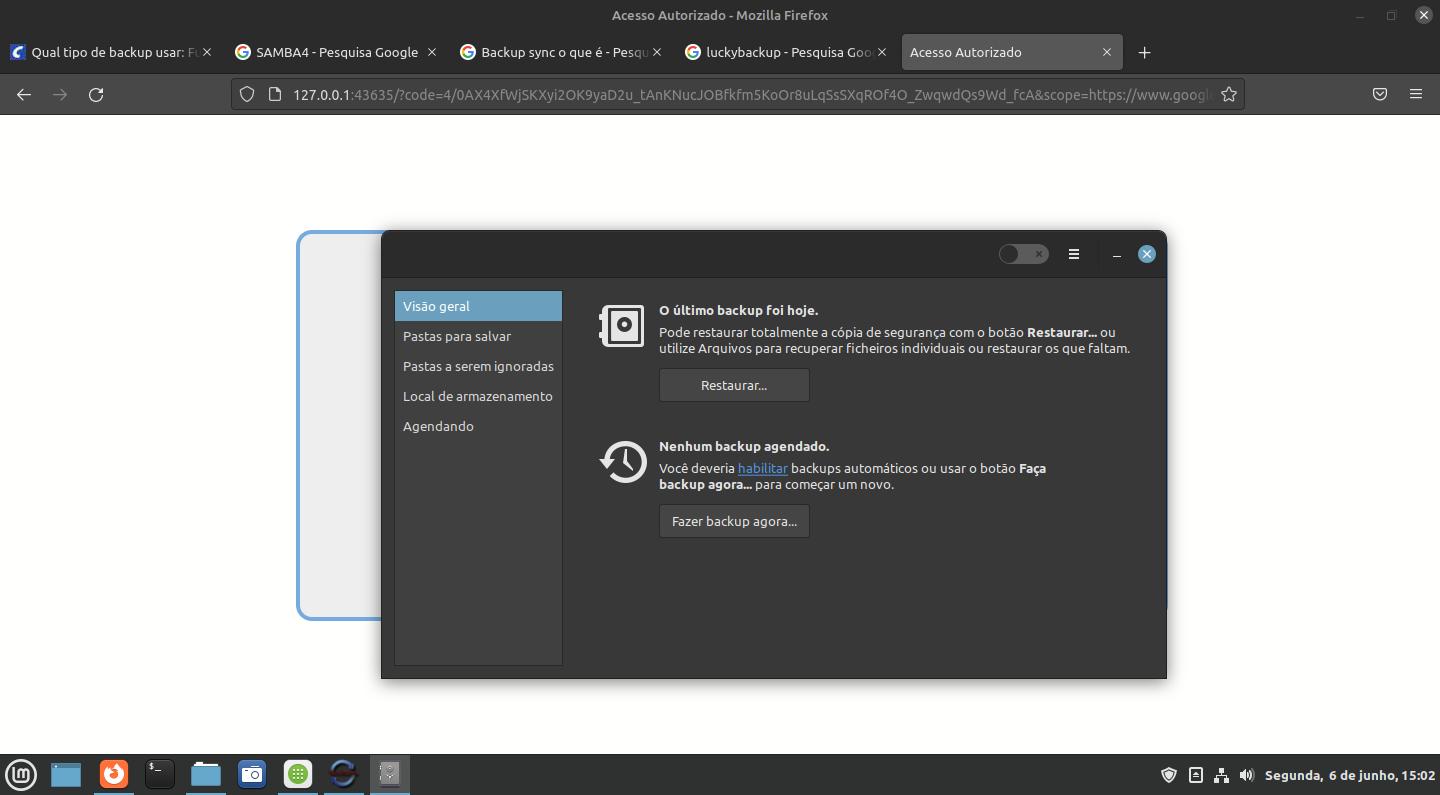 Acesso Autorizado - Mozilla Firefox
Qual tipo de backup usar: Fu
SAMBA4 - Pesquisa Google
Backup sync o que é - Pesqu
luckybackup - Pesquisa Goo
Acesso Autorizado
127.0.0.1:43635/?code=4/0AX4XfWjSKXyi2OK9yaD2u_tAnKNucJOBfkfm5KoOr8uLqSsSXqROf4O_ZwqwdQs9Wd_fcA&scope=https://www.google
Visão geral
Pastas para salvar
Pastas a serem ignoradas
Local de armazenamento
Agendando
O último backup foi hoje.
Pode restaurar totalmente a cópia de segurança com o botão Restaurar... ou
utilize Arquivos para recuperar ficheiros individuais ou restaurar os que faltam.
Restaurar...
Nenhum backup agendado.
Você deveria habilitar backups automáticos ou usar o botão Faça
backup agora... para começar um novo.
Fazer backup agora...
Segunda, 6 de junho, 15:02